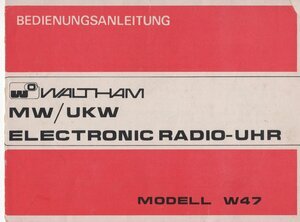 BEDIENUNGSANLEITUNG
WALTHAM
MW/UKW
ELECTRONIC RADIO-UHR
MODELL W47